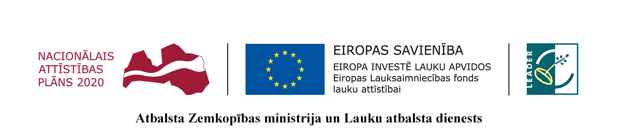 NACIONĀLAIS
ATTĪSTĪBAS
PLĀNS 2020
EIROPAS SAVIENĪBA
EIROPA INVESTĒ LAUKU APVIDOS
Eiropas Lauksaimniecības fonds
lauku attīstībai
LEADER
Atbalsta Zemkopības ministrija un Lauku atbalsta dienests